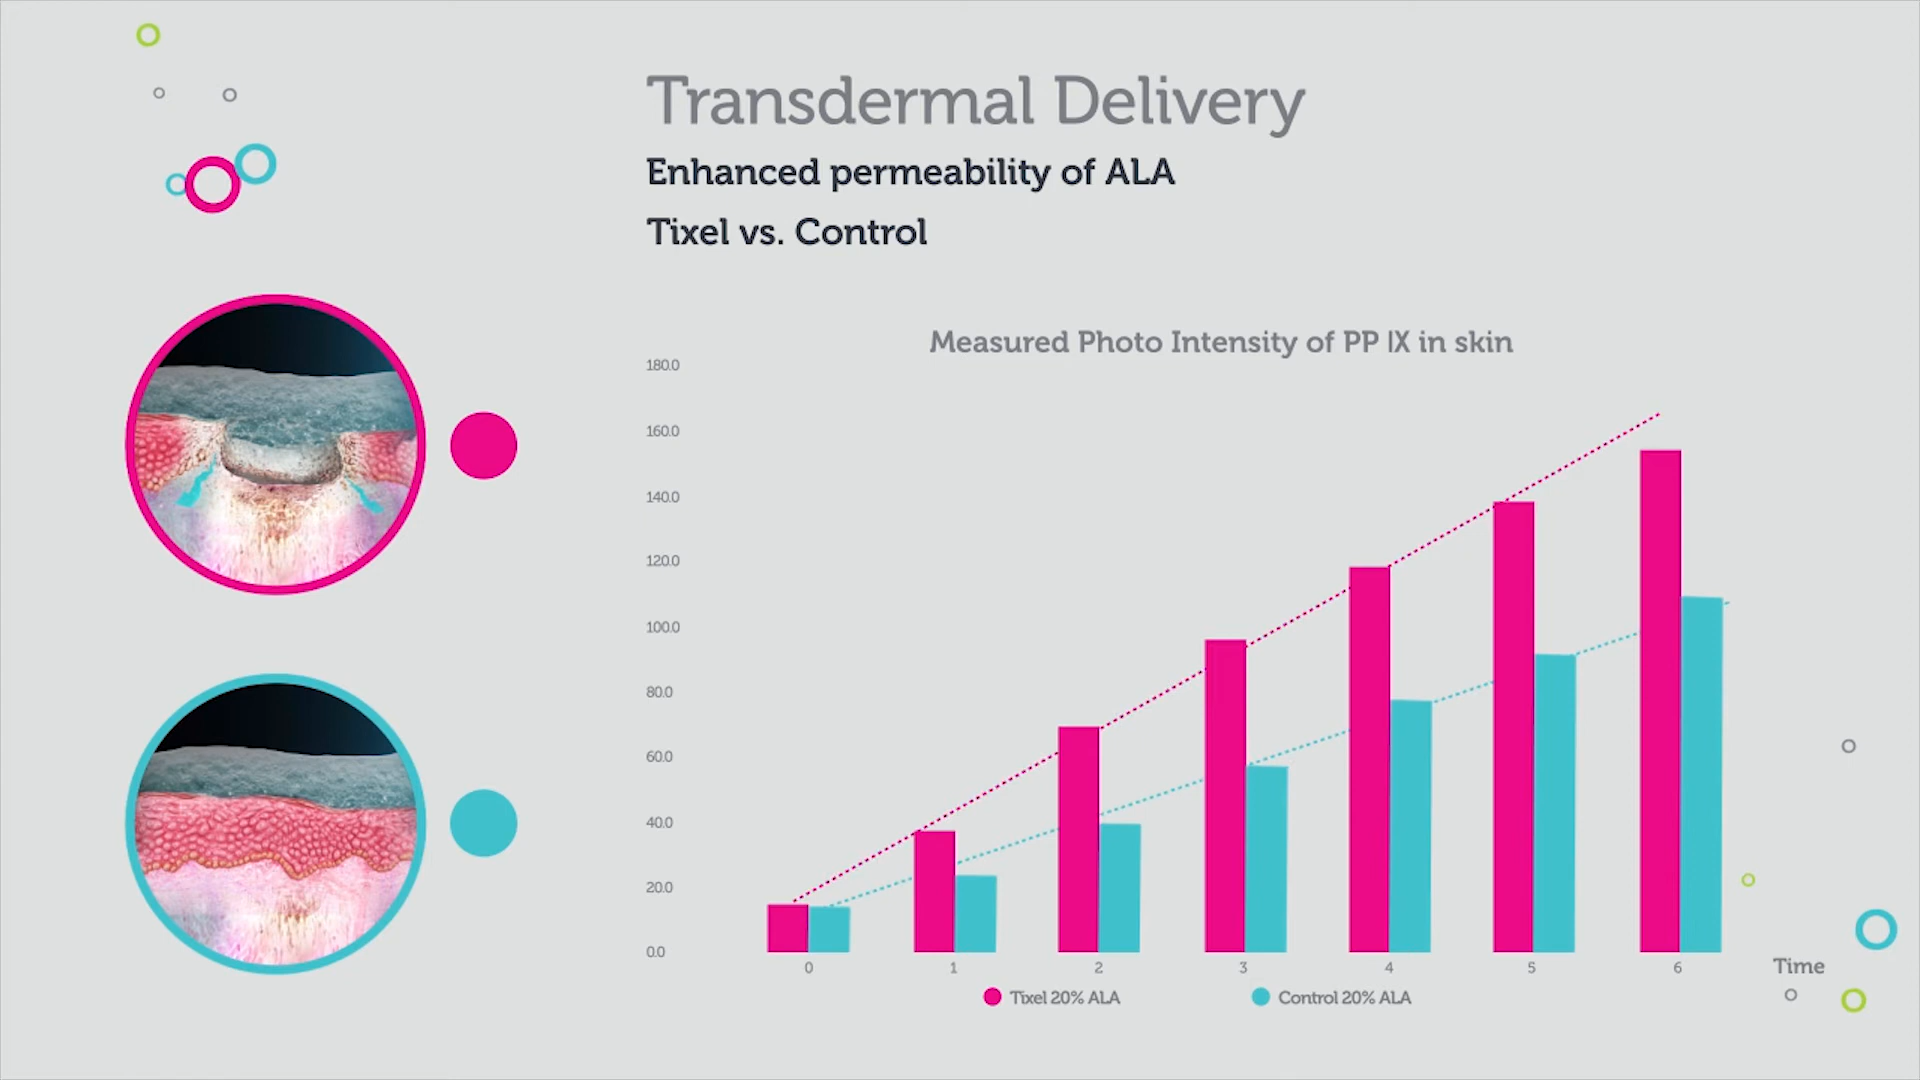 Transdermal Delivery
Enhanced permeability of ALA
Tixel vs. Control
Measured Photo Intensity of PP IX in skin
180.0
160.0
140.0
120.0
100.0
80.0
60.0
40.0
20.0
0.0
0 1 2 3 4 5 6 Time
Tixel 20% ALA Control 20% ALA